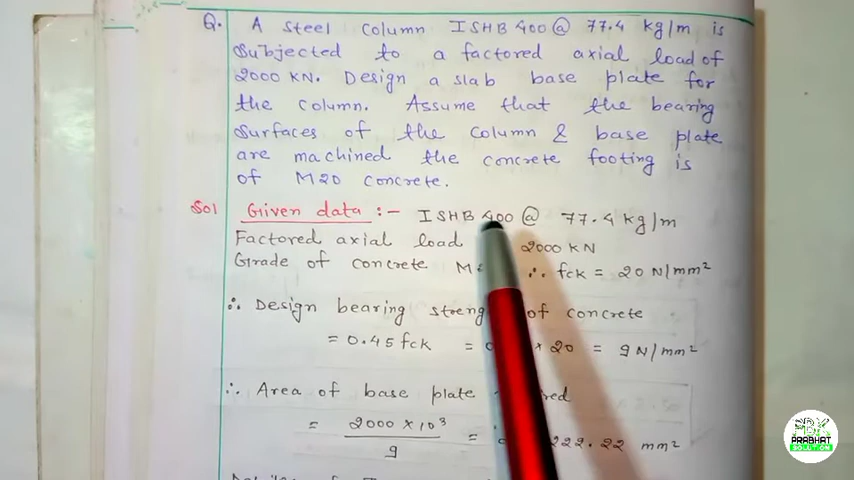 Q. A Steel Column ISHB 400 @ 77.4 kg/m is
Subjected to a factored axial load of
2000 KN. Design a slab base plate for
the column. Assume that the bearing
surfaces of the column & base plate
are machined the concrete footing is
of M20 concrete.
Sol Given data :- ISHB 400 @ 77.4 kg/m
Factored axial load 2000 KN
Grade of concrete M ∴ fck = 20 N/mm²
∴ Design bearing streng of concrete
= 0.45 fck = × 20 = 9 N/mm²
∴ Area of base plate
= 2000 × 10³ / 9 = 222.22 mm²
PRABHAT
SOLUTION